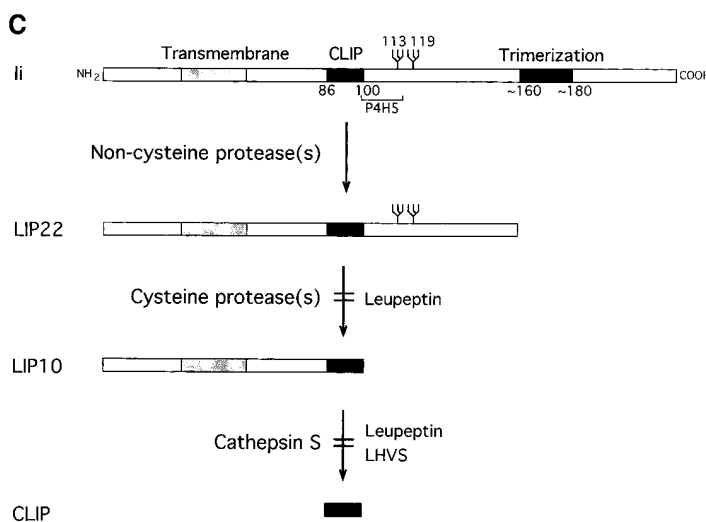 C
113 119
Transmembrane CLIP Trimerization
Ii NH2 COOH
86 100 ~160 ~180
P4H5
Non-cysteine protease(s)
LIP22
Cysteine protease(s) Leupeptin
LIP10
Cathepsin S Leupeptin
LHVS
CLIP